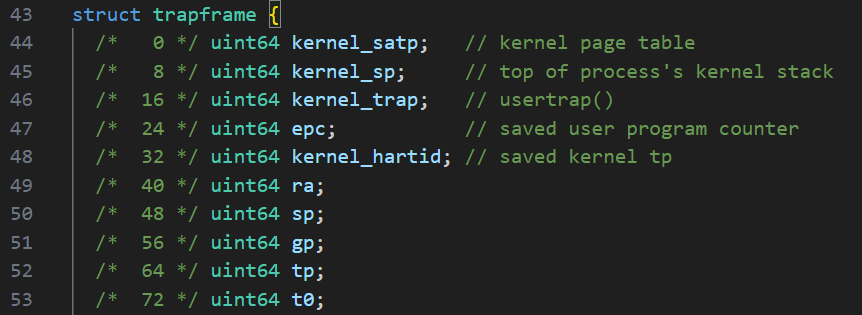 43 struct trapframe {
44 /*   0 */ uint64 kernel_satp;   // kernel page table
45 /*   8 */ uint64 kernel_sp;     // top of process's kernel stack
46 /*  16 */ uint64 kernel_trap;   // usertrap()
47 /*  24 */ uint64 epc;           // saved user program counter
48 /*  32 */ uint64 kernel_hartid; // saved kernel tp
49 /*  40 */ uint64 ra;
50 /*  48 */ uint64 sp;
51 /*  56 */ uint64 gp;
52 /*  64 */ uint64 tp;
53 /*  72 */ uint64 t0;